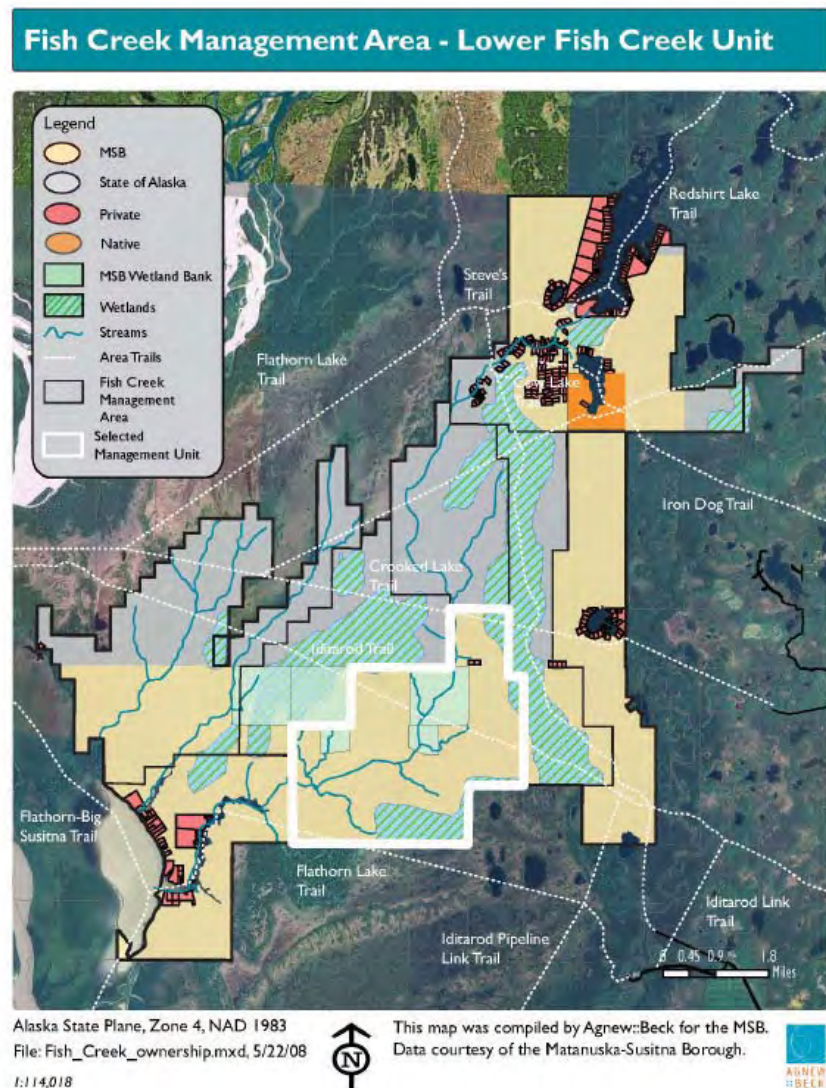 Fish Creek Management Area - Lower Fish Creek Unit
Legend
MSB
State of Alaska
Private
Native
MSB Wetland Bank
Wetlands
Streams
Area Trails
Fish Creek
Management
Area
Selected
Management Unit
Redshirt Lake
Trail
Steve's
Trail
Flathorn Lake
Trail
Cow Lake
Iron Dog Trail
Crooked Lake
Trail
Iditarod Trail
Flathorn-Big
Susitna Trail
Flathorn Lake
Trail
Iditarod Link
Trail
Iditarod Pipeline
Link Trail
0.45 0.9 1.8
Miles
Alaska State Plane, Zone 4, NAD 1983
File: Fish_Creek_ownership.mxd, 5/22/08
1:114,018
N
This map was compiled by Agnew::Beck for the MSB.
Data courtesy of the Matanuska-Susitna Borough.
AGNEW
::BECK